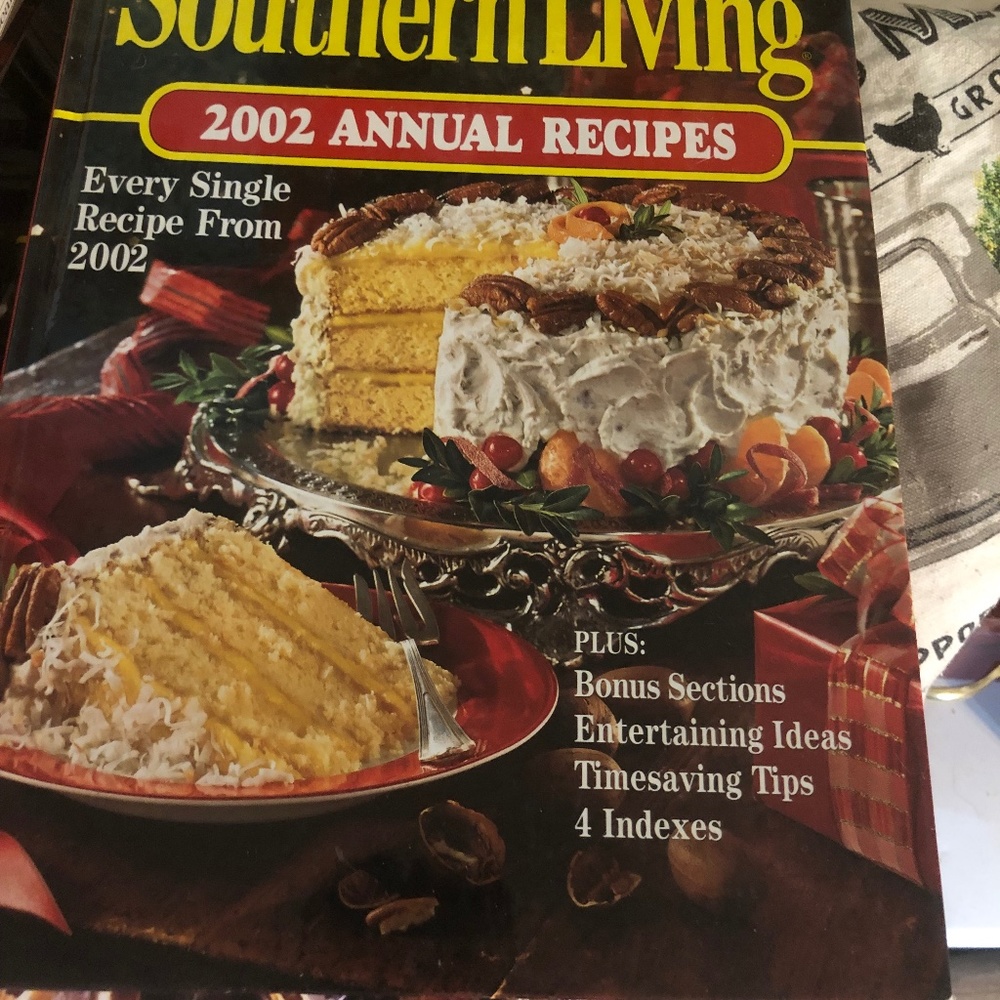 Southern Living
2002 ANNUAL RECIPES
Every Single
Recipe From
2002
PLUS:
Bonus Sections
Entertaining Ideas
Timesaving Tips
4 Indexes
GRO